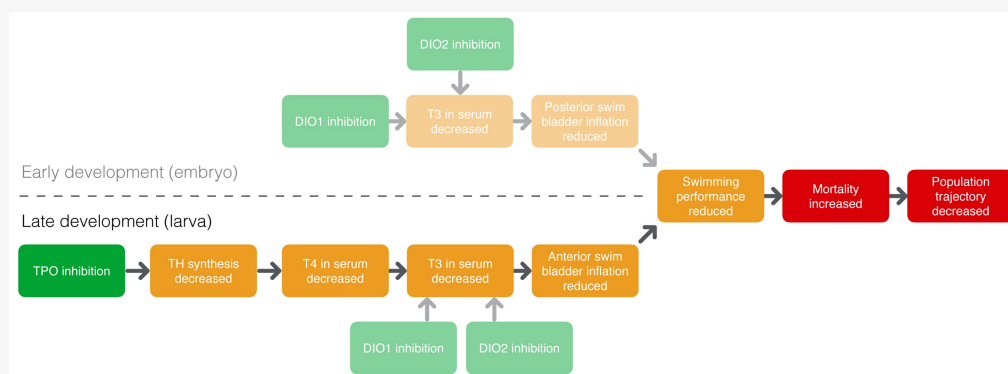 DIO2 inhibition
DIO1 inhibition
T3 in serum
decreased
Posterior swim
bladder inflation
reduced
Early development (embryo)
Swimming
performance
reduced
Mortality
increased
Population
trajectory
decreased
Late development (larva)
TPO inhibition
TH synthesis
decreased
T4 in serum
decreased
T3 in serum
decreased
Anterior swim
bladder inflation
reduced
DIO1 inhibition
DIO2 inhibition